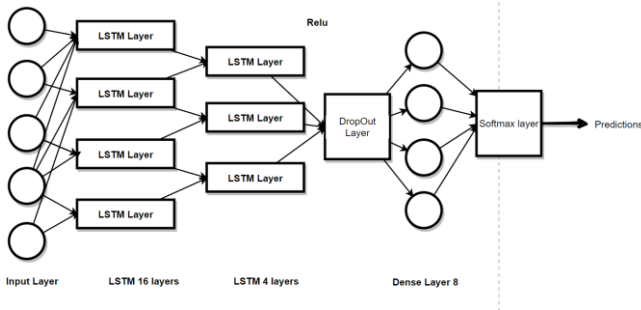 Relu
LSTM Layer
LSTM Layer
LSTM Layer
LSTM Layer
LSTM Layer
LSTM Layer
LSTM Layer
DropOut
Layer
Softmax layer
Predictions
Input Layer
LSTM 16 layers
LSTM 4 layers
Dense Layer 8